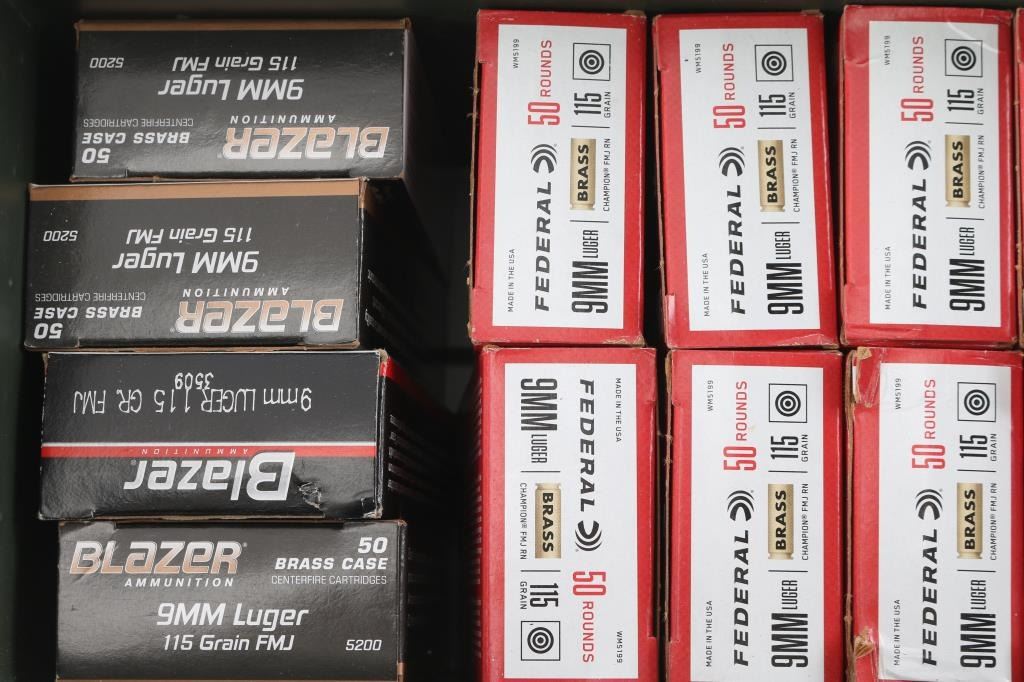 5200
115 Grain FMJ
9MM Luger
CENTERFIRE CARTRIDGES
BRASS CASE
50
AMMUNITION
BLAZER®
5200
115 Grain FMJ
9MM Luger
CENTERFIRE CARTRIDGES
BRASS CASE
50
AMMUNITION
BLAZER®
3509
9mm LUGER 115 GR. FMJ
AMMUNITION
Blazer®
BLAZER®
AMMUNITION
50
BRASS CASE
CENTERFIRE CARTRIDGES
9MM Luger
115 Grain FMJ
5200
MADE IN THE USA
WM5199
FEDERAL®
50 ROUNDS
9MM LUGER
BRASS
CHAMPION® FMJ RN
115 GRAIN
MADE IN THE USA
WM5199
FEDERAL®
50 ROUNDS
9MM LUGER
BRASS
CHAMPION® FMJ RN
115 GRAIN
MADE IN THE USA
WM5199
FEDERAL®
50 ROUNDS
9MM LUGER
BRASS
CHAMPION® FMJ RN
115 GRAIN
MADE IN THE USA
WM5199
FEDERAL®
50 ROUNDS
9MM LUGER
BRASS
CHAMPION® FMJ RN
115 GRAIN
MADE IN THE USA
WM5199
FEDERAL®
50 ROUNDS
9MM LUGER
BRASS
CHAMPION® FMJ RN
115 GRAIN
MADE IN THE USA
WM5199
FEDERAL®
50 ROUNDS
9MM LUGER
BRASS
CHAMPION® FMJ RN
115 GRAIN